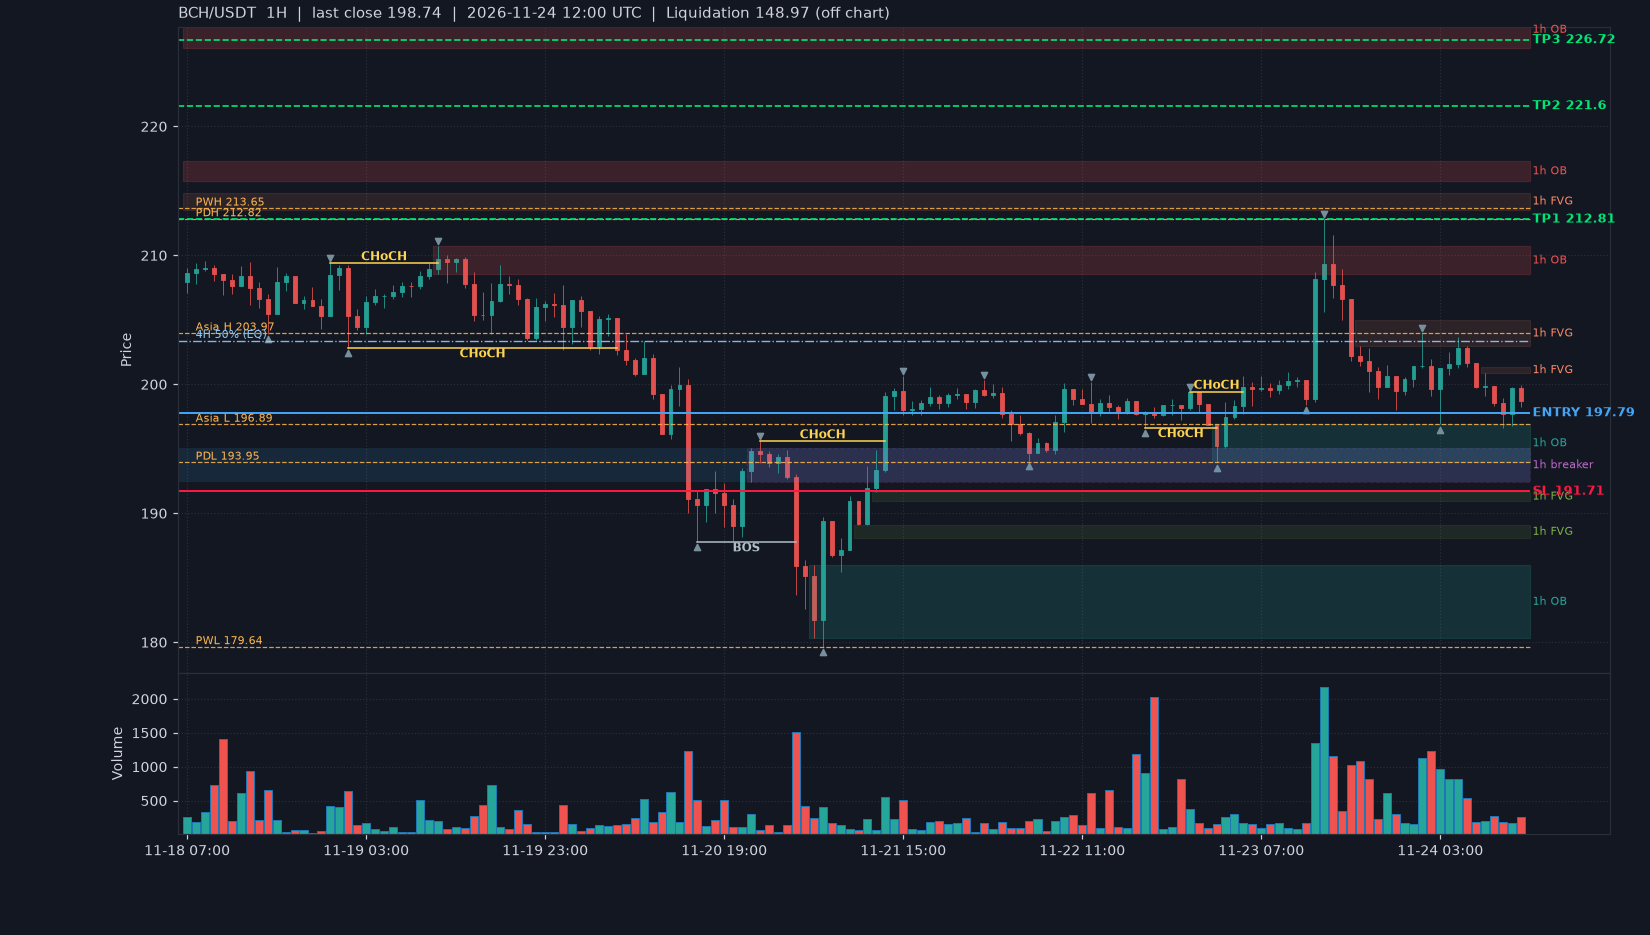 BCH/USDT 1H | last close 198.74 | 2026-11-24 12:00 UTC | Liquidation 148.97 (off chart)
1h OB
TP3 226.72
TP2 221.6
220
1h OB
PWH 213.65
1h FVG
PDH 212.82
TP1 212.81
210
CHoCH
1h OB
Price
Asia H 203.97
4H 50% (EQ)
1h FVG
CHoCH
1h FVG
200
CHoCH
ENTRY 197.79
Asia L 196.89
CHoCH
CHoCH
1h OB
PDL 193.95
1h breaker
SL 191.71
1h FVG
190
1h FVG
BOS
1h OB
180
PWL 179.64
Volume
2000
1500
1000
500
11-18 07:00
11-19 03:00
11-19 23:00
11-20 19:00
11-21 15:00
11-22 11:00
11-23 07:00
11-24 03:00